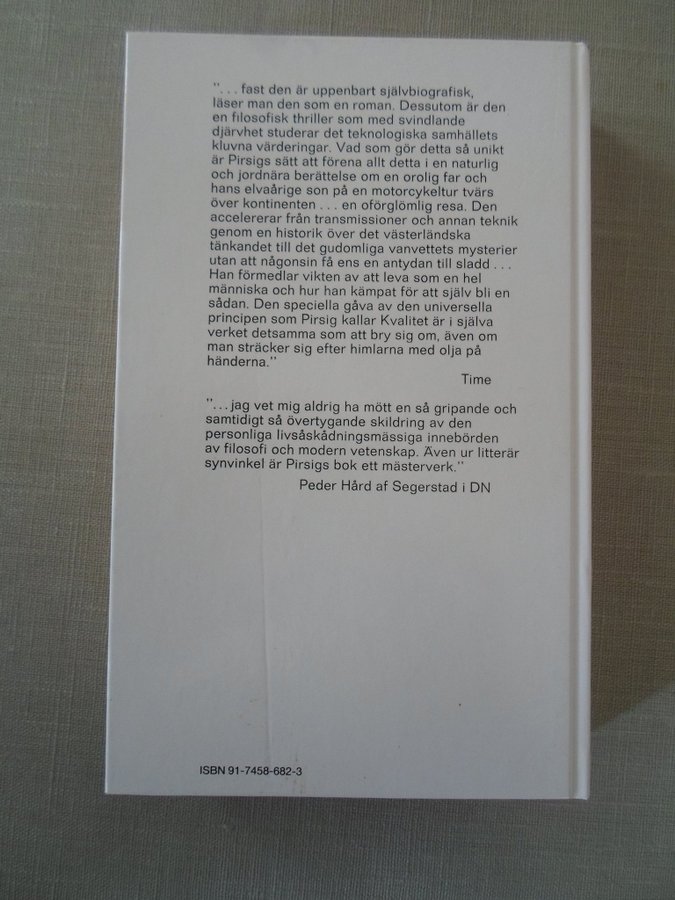 "... fast den är uppenbart självbiografisk,
läser man den som en roman. Dessutom är den
en filosofisk thriller som med svindlande
djärvhet studerar det teknologiska samhällets
kluvna värderingar. Vad som gör detta så unikt
är Pirsigs sätt att förena allt detta i en naturlig
och jordnära berättelse om en orolig far och
hans elvaårige son på en motorcykeltur tvärs
över kontinenten ... en oförglömlig resa. Den
accelererar från transmissioner och annan teknik
genom en historik över det västerländska
tänkandet till det gudomliga vanvettets mysterier
utan att någonsin få ens en antydan till sladd ...
Han förmedlar vikten av att leva som en hel
människa och hur han kämpat för att själv bli en
sådan. Den speciella gåva av den universella
principen som Pirsig kallar Kvalitet är i själva
verket detsamma som att bry sig om, även om
man sträcker sig efter himlarna med olja på
händerna."
Time
"...jag vet mig aldrig ha mött en så gripande och
samtidigt så övertygande skildring av den
personliga livsåskådningsmässiga innebörden
av filosofi och modern vetenskap. Även ur litterär
synvinkel är Pirsigs bok ett mästerverk."
Peder Hård af Segerstad i DN
ISBN 91-7458-682-3